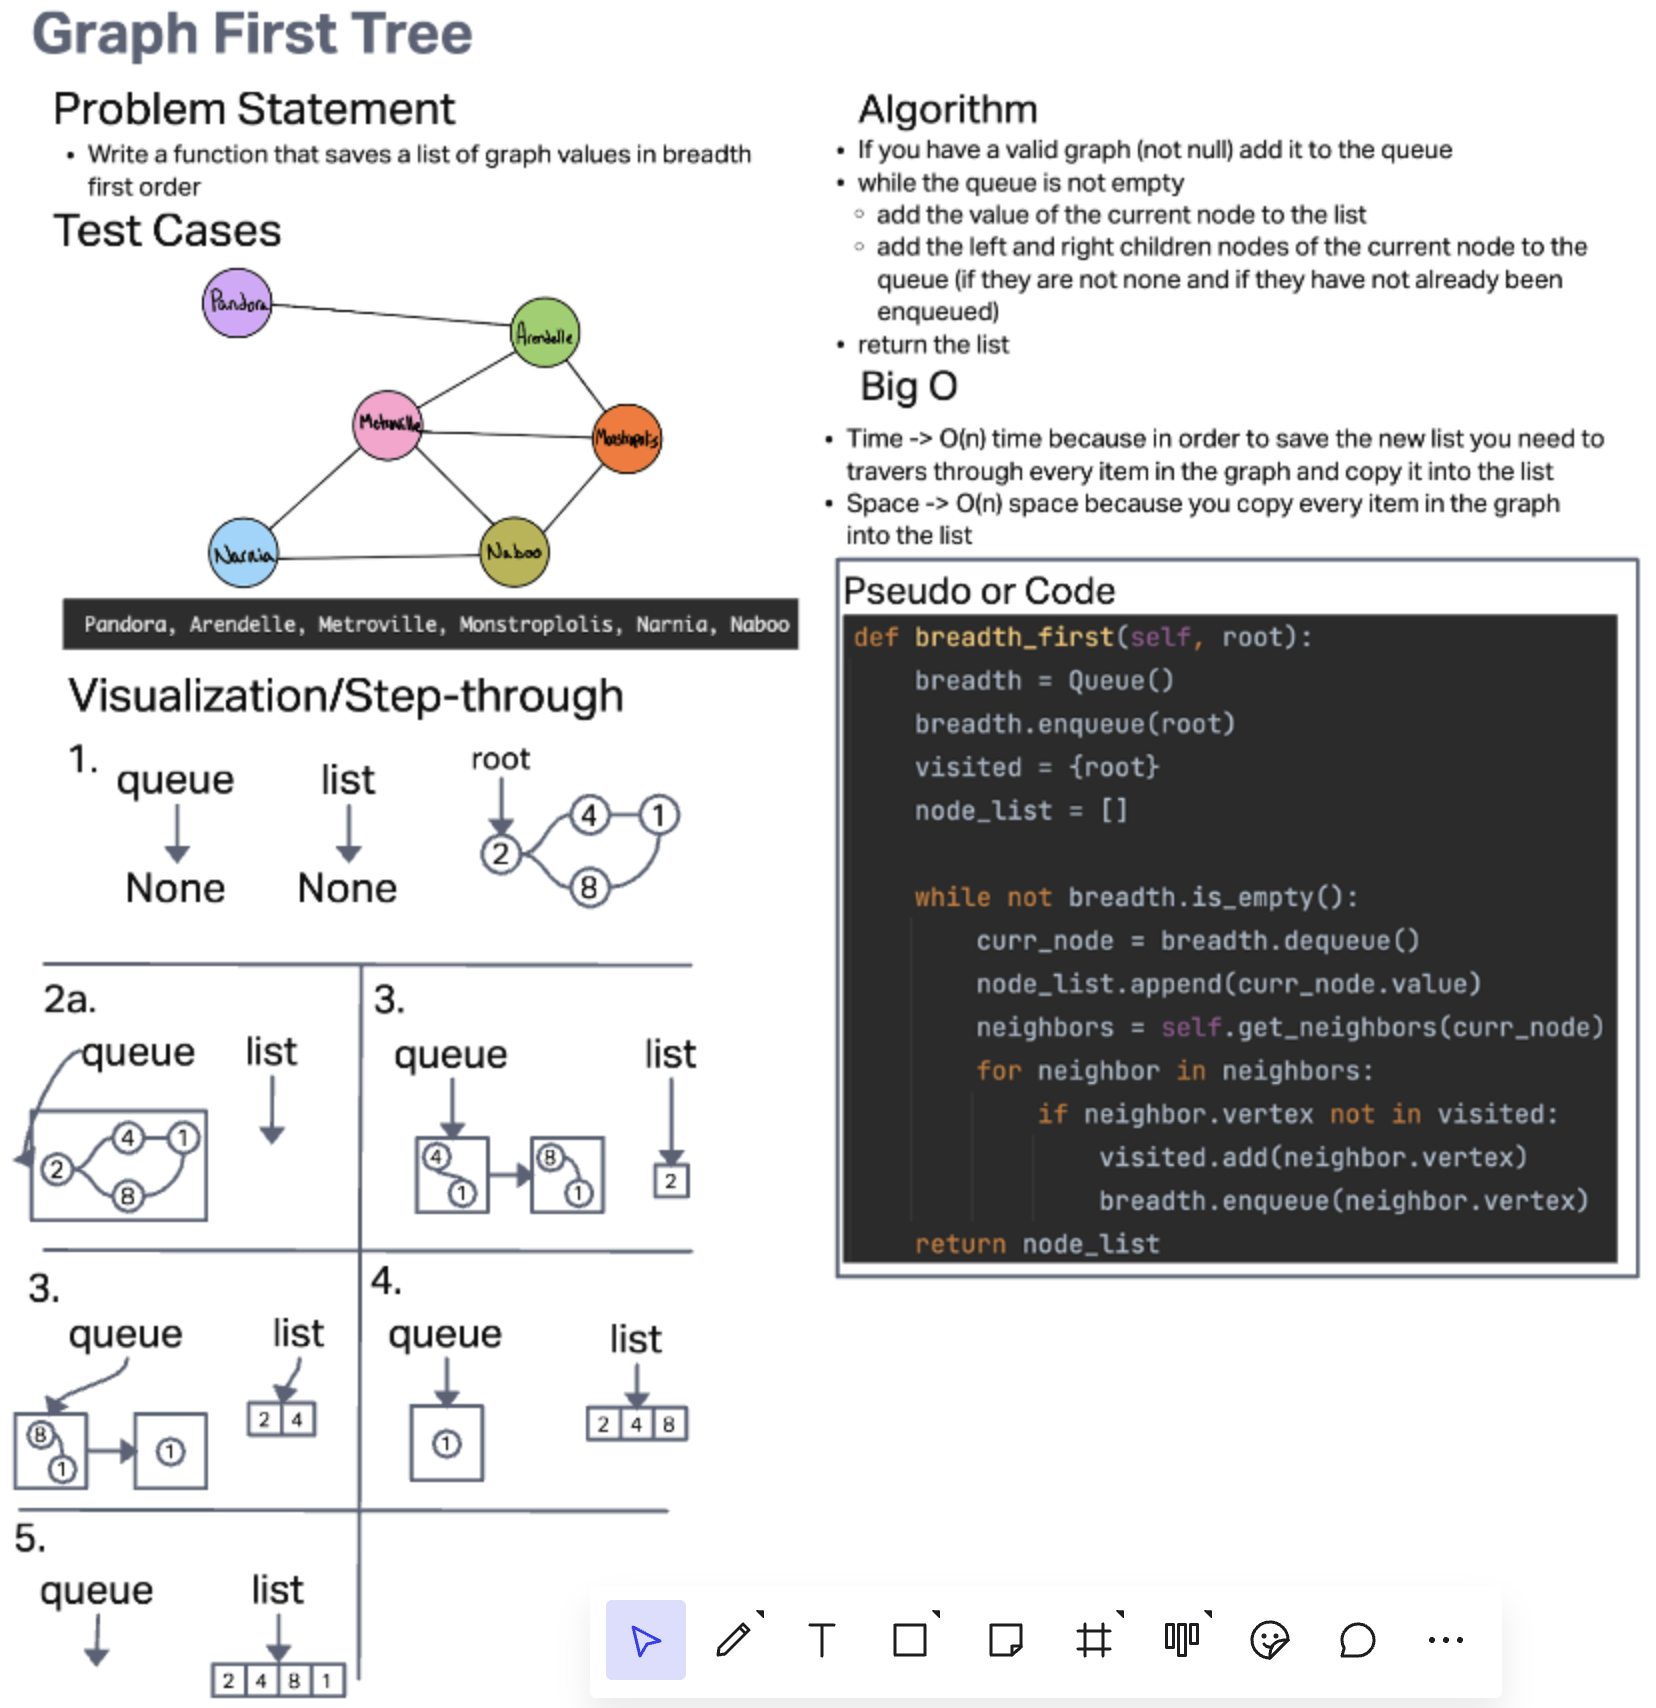 Graph First Tree
Problem Statement
• Write a function that saves a list of graph values in breadth
first order
Test Cases
Pandora
Arendelle
Metroville
Monstropolis
Narnia
Naboo
Pandora, Arendelle, Metroville, Monstroplolis, Narnia, Naboo
Visualization/Step-through
1.
queue
list
root
None
None
2
4
1
8
2a.
queue
list
2
4
1
8
3.
queue
list
4
1
8
1
2
3.
queue
list
8
1
1
2 4
4.
queue
list
1
2 4 8
5.
queue
list
2 4 8 1
Algorithm
• If you have a valid graph (not null) add it to the queue
• while the queue is not empty
◦ add the value of the current node to the list
◦ add the left and right children nodes of the current node to the
queue (if they are not none and if they have not already been
enqueued)
• return the list
Big O
• Time -> O(n) time because in order to save the new list you need to
travers through every item in the graph and copy it into the list
• Space -> O(n) space because you copy every item in the graph
into the list
Pseudo or Code
def breadth_first(self, root):
    breadth = Queue()
    breadth.enqueue(root)
    visited = {root}
    node_list = []
    while not breadth.is_empty():
        curr_node = breadth.dequeue()
        node_list.append(curr_node.value)
        neighbors = self.get_neighbors(curr_node)
        for neighbor in neighbors:
            if neighbor.vertex not in visited:
                visited.add(neighbor.vertex)
                breadth.enqueue(neighbor.vertex)
    return node_list